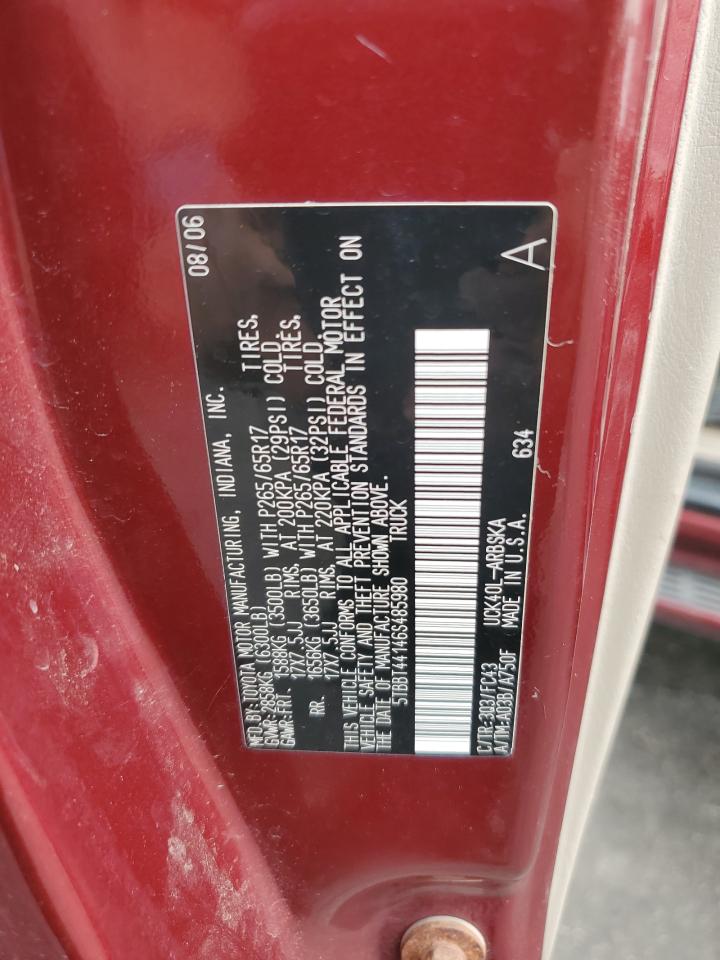 MFD. BY: TOYOTA MOTOR MANUFACTURING, INDIANA, INC. 08/06
GVWR: 2858KG (6300LB)
GAWR: FRT. 1588KG (3500LB) WITH P265/65R17 TIRES,
17X7.5JJ RIMS, AT 200KPA (29PSI) COLD.
RR. 1656KG (3650LB) WITH P265/65R17 TIRES,
17X7.5JJ RIMS, AT 220KPA (32PSI) COLD.
THIS VEHICLE CONFORMS TO ALL APPLICABLE FEDERAL MOTOR
VEHICLE SAFETY AND THEFT PREVENTION STANDARDS IN EFFECT ON
THE DATE OF MANUFACTURE SHOWN ABOVE.
5TBBT44146S485980 TRUCK
C/TR:3Q3/FC43 UCK40L-ARBSKA 634
A/TM-A03B/A750F MADE IN U.S.A. A